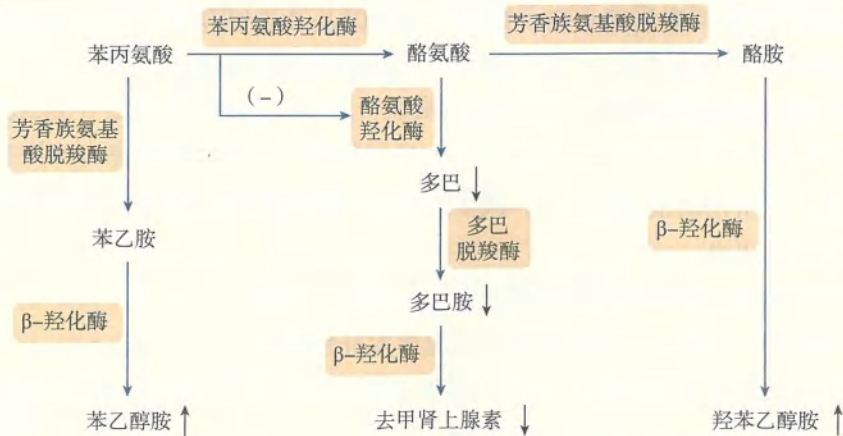 苯丙氨酸羟化酶
芳香族氨基酸脱羧酶
苯丙氨酸
酪氨酸
酪胺
(-)
芳香族氨基
酸脱羧酶
酪氨酸
羟化酶
多巴
多巴
脱羧酶
苯乙胺
β-羟化酶
多巴胺
β-羟化酶
β-羟化酶
苯乙醇胺
去甲肾上腺素
羟苯乙醇胺